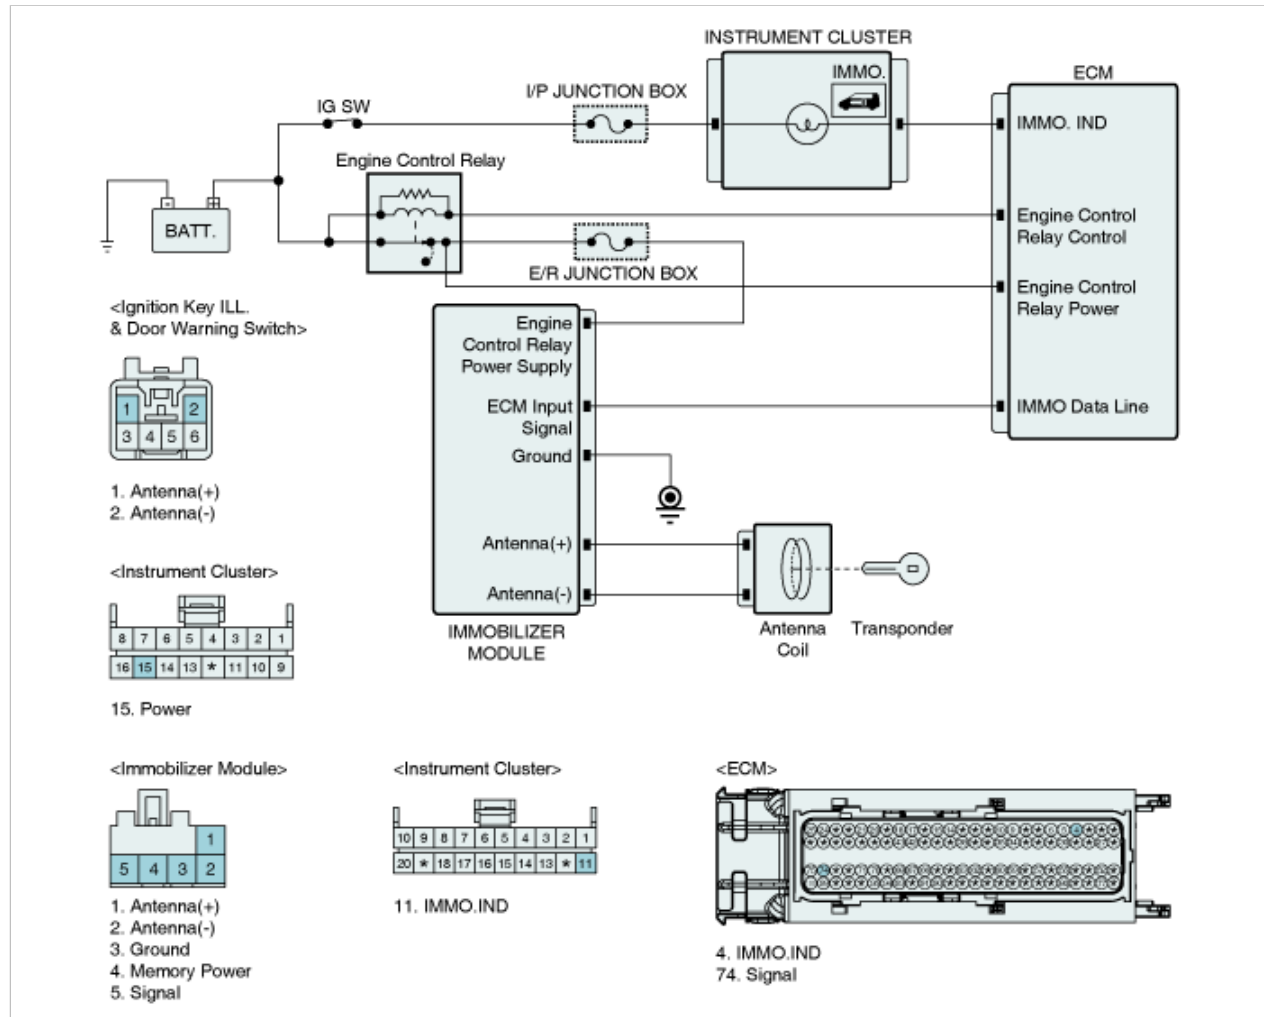 INSTRUMENT CLUSTER
IMMO.
ECM
I/P JUNCTION BOX
IG SW
IMMO. IND
Engine Control Relay
- +
BATT.
Engine Control
Relay Control
E/R JUNCTION BOX
Engine Control
Relay Power
<Ignition Key ILL.
& Door Warning Switch>
1 2
3 4 5 6
1. Antenna(+)
2. Antenna(-)
Engine
Control Relay
Power Supply
ECM Input
Signal
IMMO Data Line
Ground
Antenna(+)
Antenna(-)
IMMOBILIZER
MODULE
Antenna
Coil
Transponder
<Instrument Cluster>
8 7 6 5 4 3 2 1
16 15 14 13 * 11 10 9
15. Power
<Immobilizer Module>
1
5 4 3 2
1. Antenna(+)
2. Antenna(-)
3. Ground
4. Memory Power
5. Signal
<Instrument Cluster>
10 9 8 7 6 5 4 3 2 1
20 * 18 17 16 15 14 13 * 11
11. IMMO.IND
<ECM>
4. IMMO.IND
74. Signal